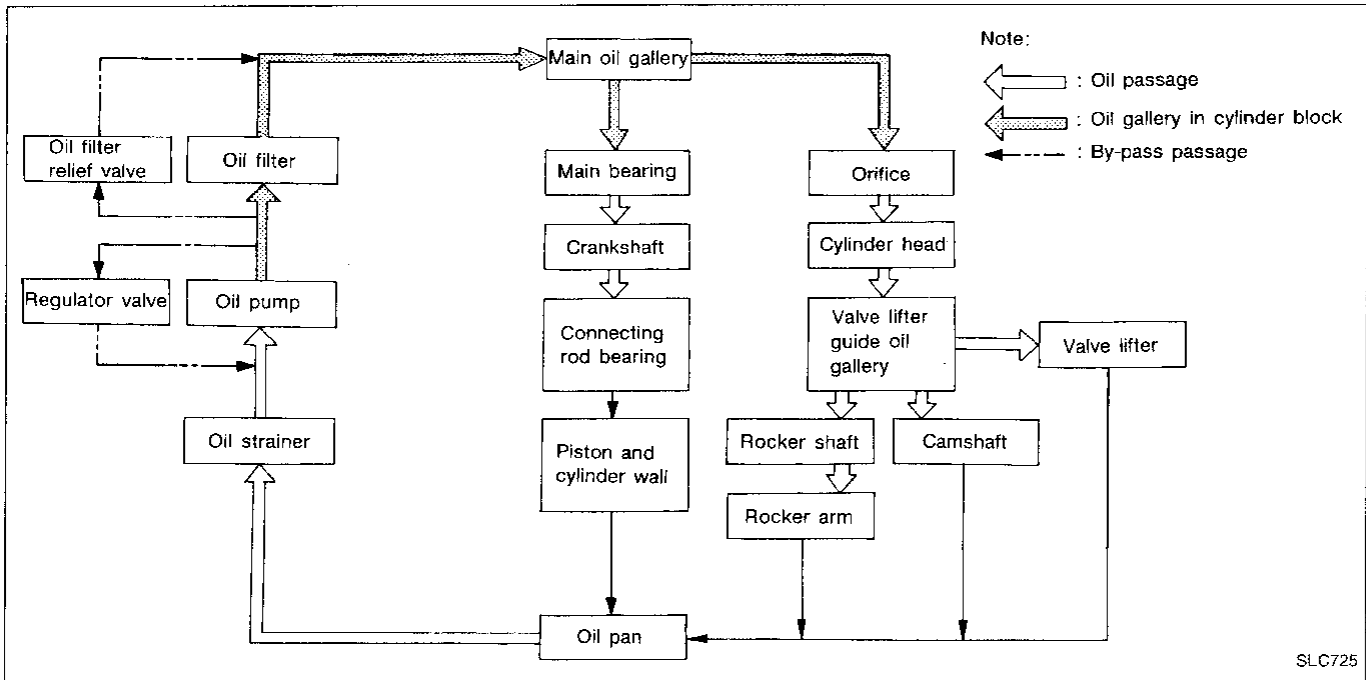 Main oil gallery
Note:
: Oil passage
: Oil gallery in cylinder block
: By-pass passage
Oil filter
relief valve
Oil filter
Main bearing
Orifice
Crankshaft
Cylinder head
Regulator valve
Oil pump
Connecting
rod bearing
Valve lifter
guide oil
gallery
Valve lifter
Oil strainer
Piston and
cylinder wall
Rocker shaft
Camshaft
Rocker arm
Oil pan
SLC725